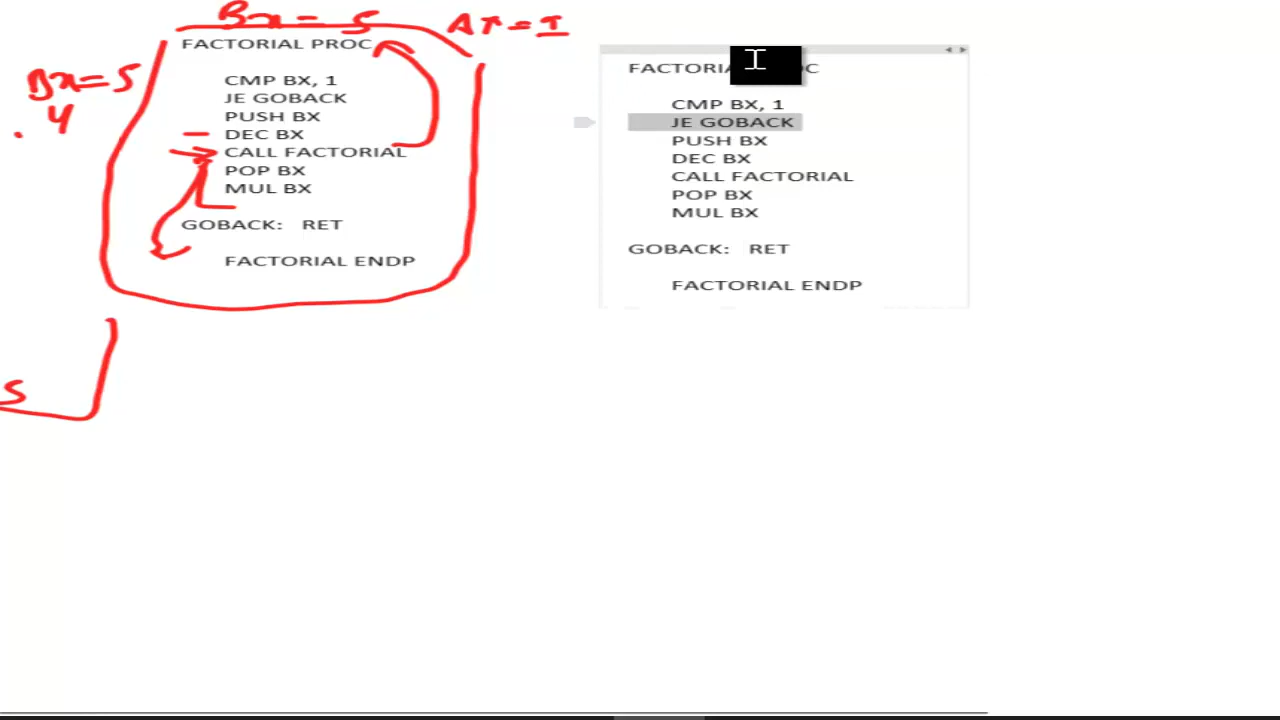 Bx = 5
Ax = 1
FACTORIAL PROC
Bx = 5
4
CMP BX, 1
JE GOBACK
PUSH BX
DEC BX
CALL FACTORIAL
POP BX
MUL BX
GOBACK: RET
FACTORIAL ENDP
5
CMP BX, 1
JE GOBACK
PUSH BX
DEC BX
CALL FACTORIAL
POP BX
MUL BX
GOBACK: RET
FACTORIAL ENDP